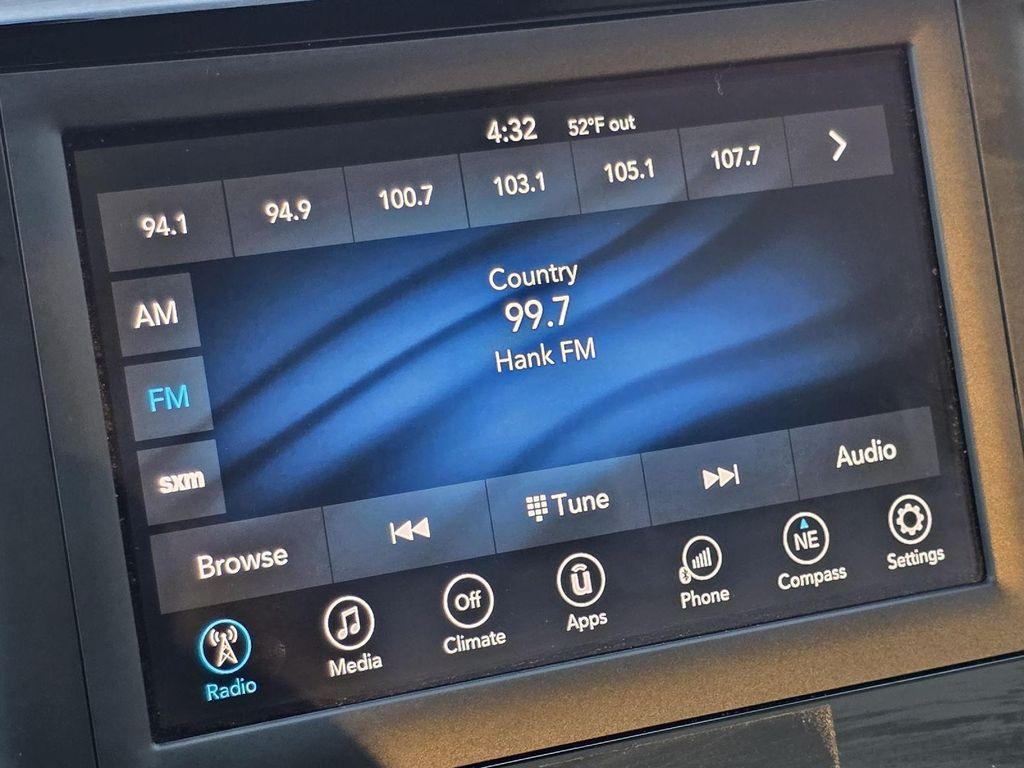 4:32 52°F out
94.1 94.9 100.7 103.1 105.1 107.7
Country
99.7
Hank FM
AM
FM
sxm
Browse Tune Audio
Off NE
Radio Media Climate Apps Phone Compass Settings